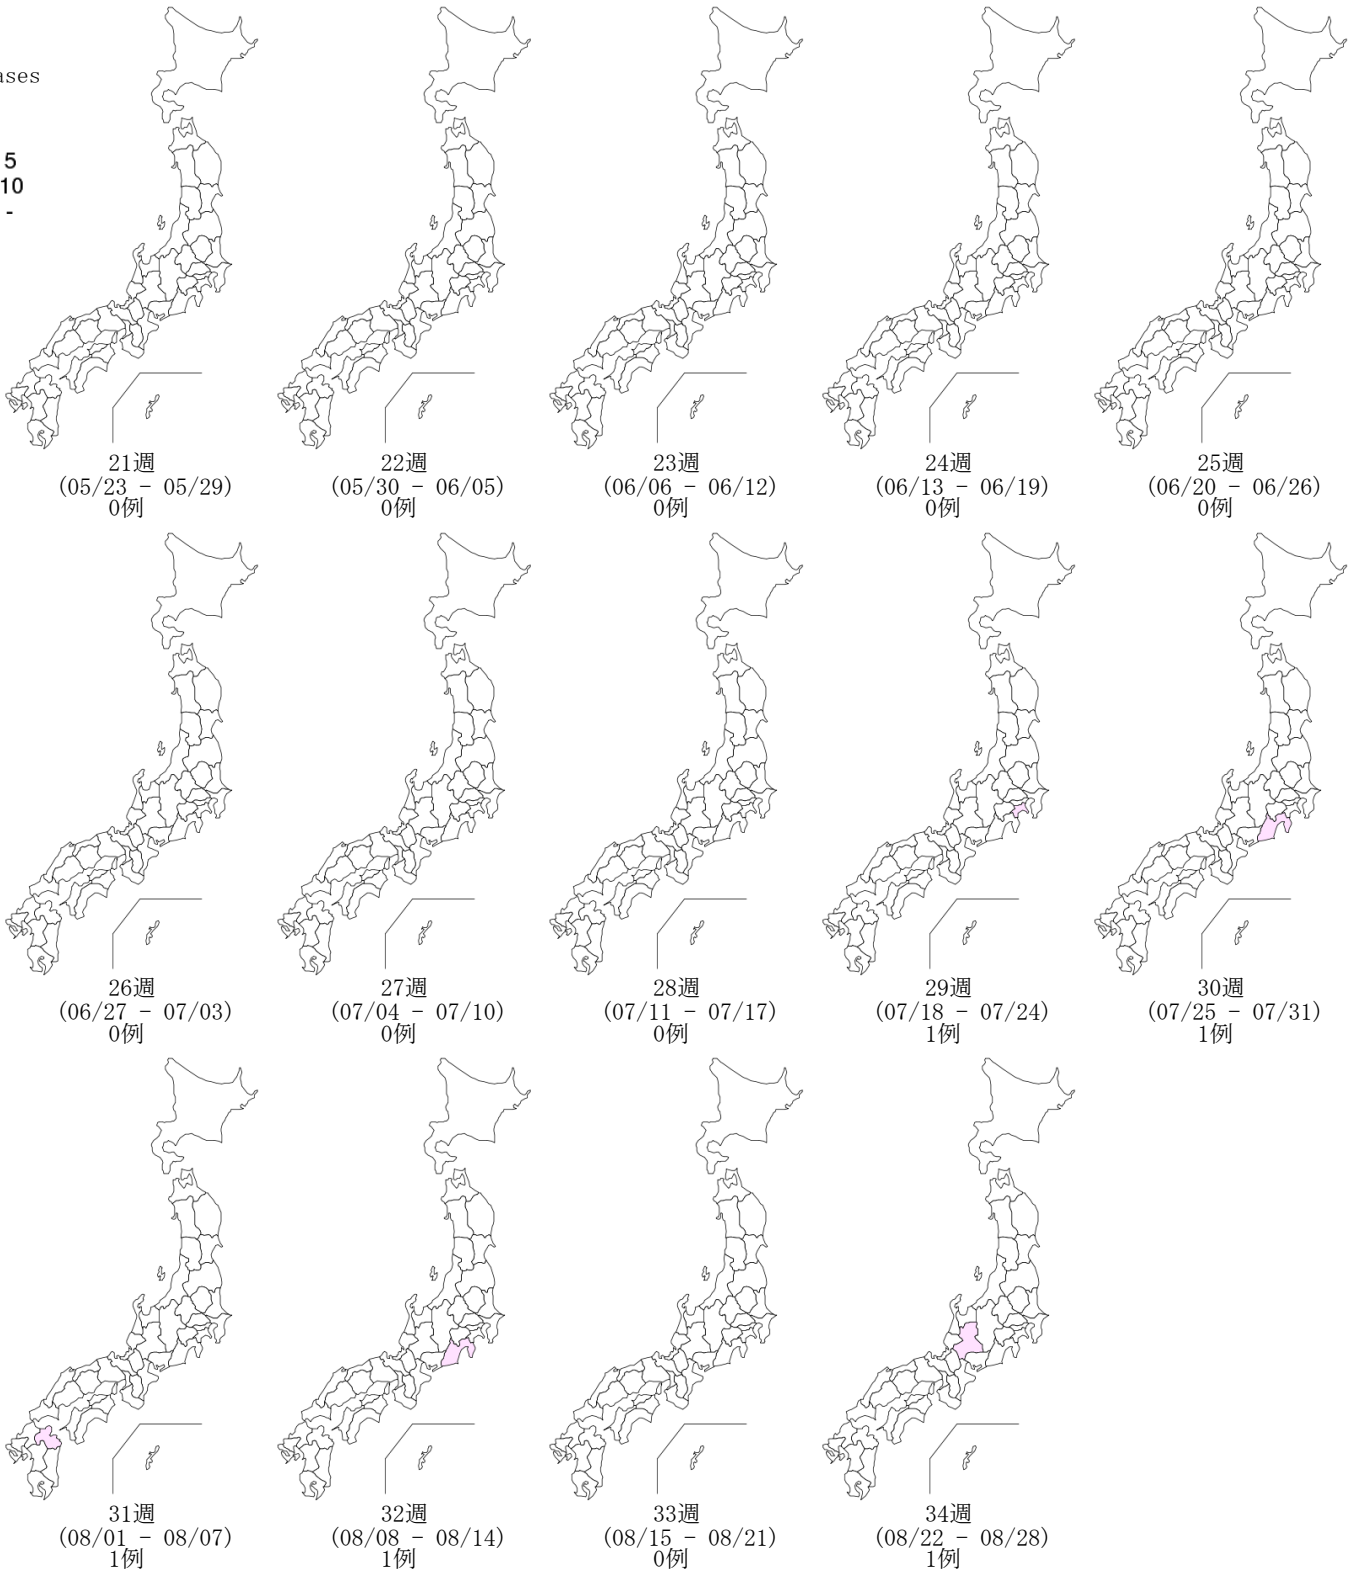 ases
5
10
-
21週
(05/23 - 05/29)
0例
22週
(05/30 - 06/05)
0例
23週
(06/06 - 06/12)
0例
24週
(06/13 - 06/19)
0例
25週
(06/20 - 06/26)
0例
26週
(06/27 - 07/03)
0例
27週
(07/04 - 07/10)
0例
28週
(07/11 - 07/17)
0例
29週
(07/18 - 07/24)
1例
30週
(07/25 - 07/31)
1例
31週
(08/01 - 08/07)
1例
32週
(08/08 - 08/14)
1例
33週
(08/15 - 08/21)
0例
34週
(08/22 - 08/28)
1例